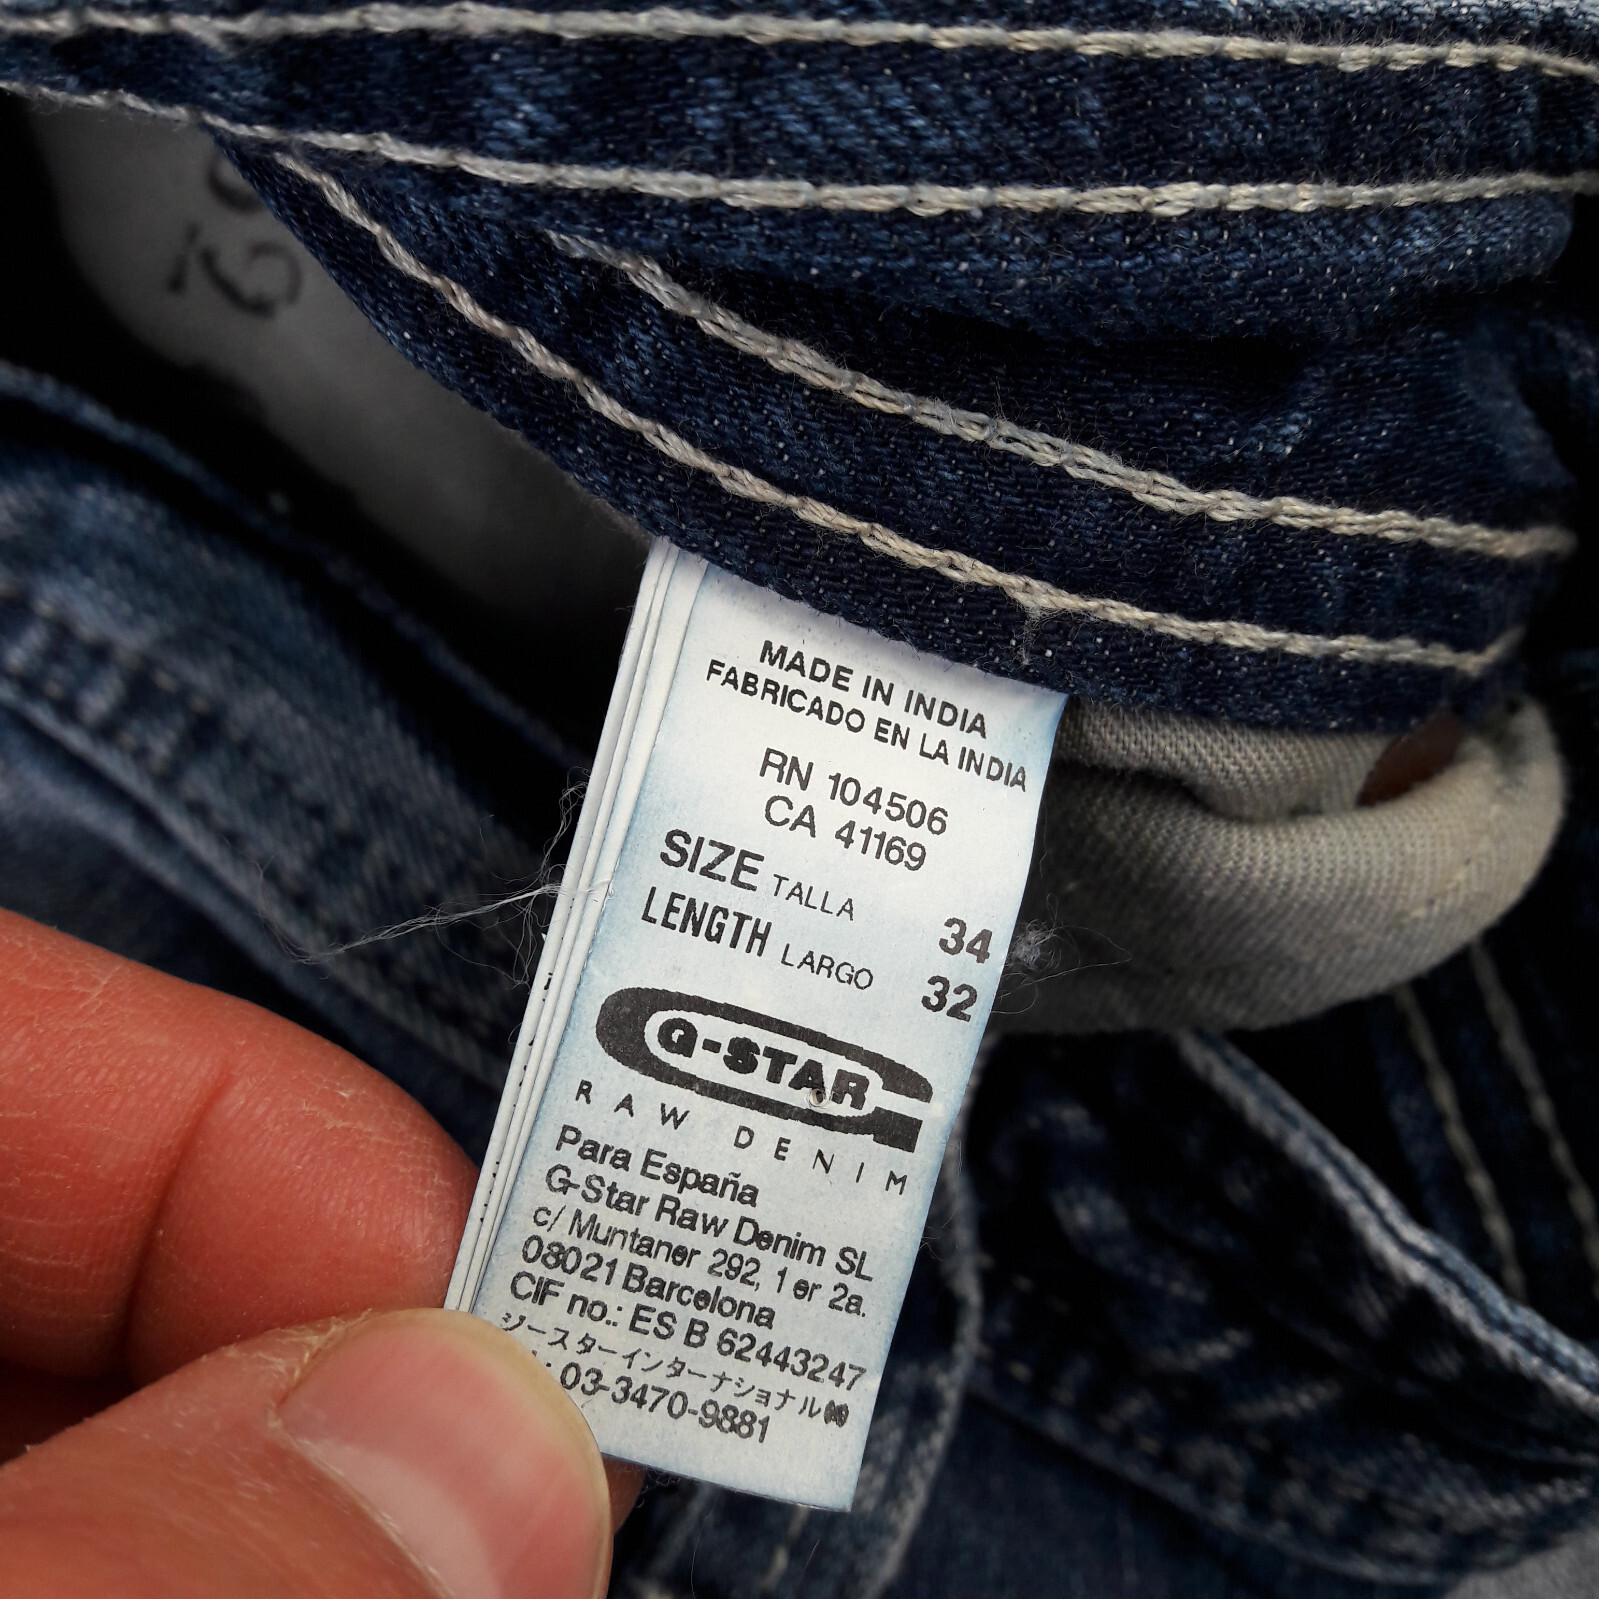 MADE IN INDIA
FABRICADO EN LA INDIA
RN 104506
CA 41169
SIZE TALLA 34
LENGTH LARGO 32
G-STAR
RAW DENIM
Para España
G-Star Raw Denim SL
c/ Muntaner 292, 1 er 2a.
08021 Barcelona
CIF no.: ES B 62443247
ジースターインターナショナル㈱
: 03-3470-9881